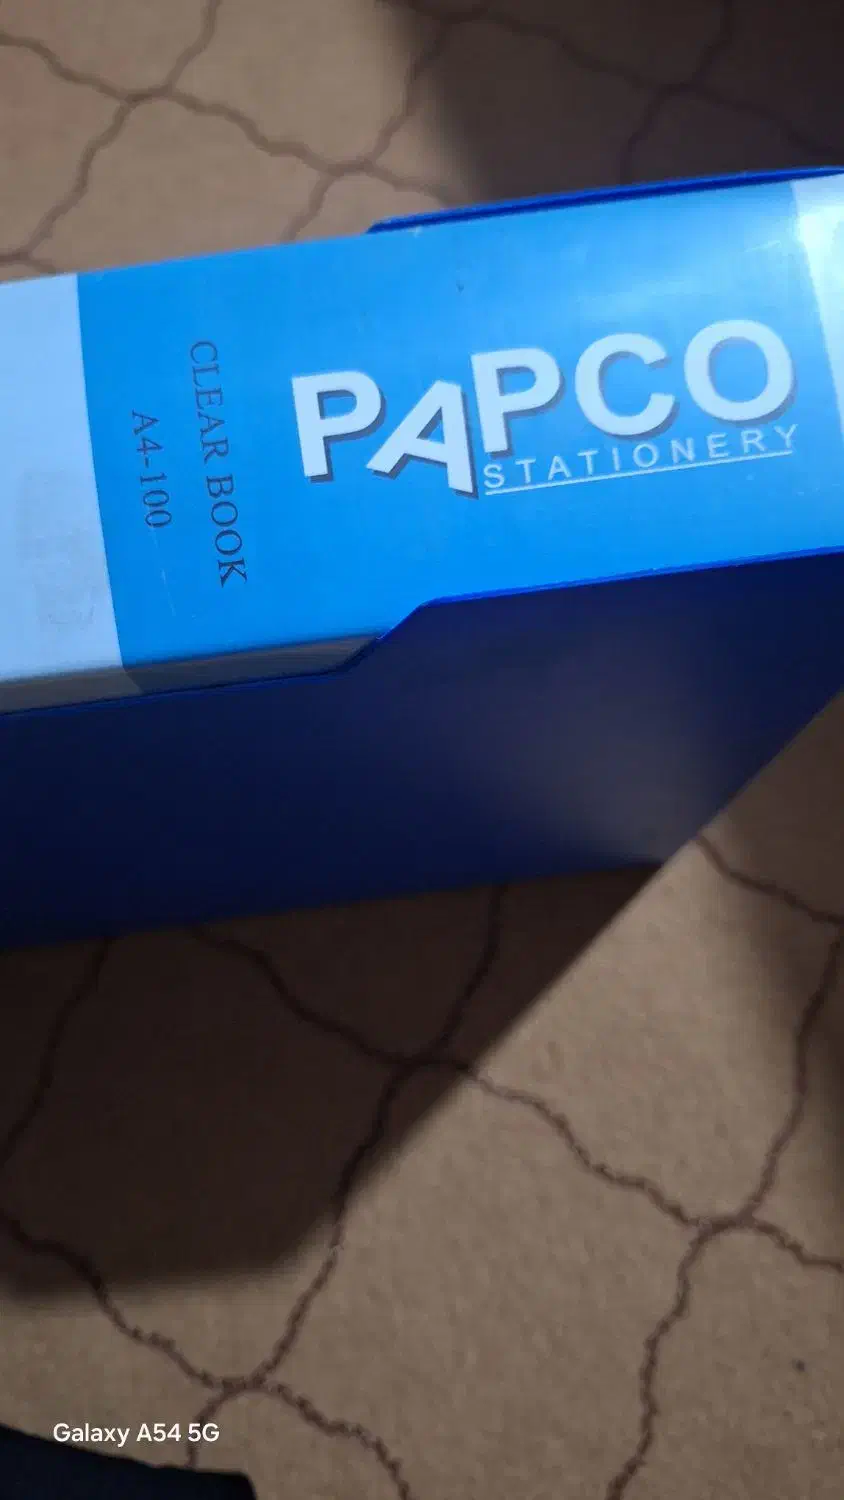 PAPCO
STATIONERY
CLEAR BOOK
A4-100
Galaxy A54 5G